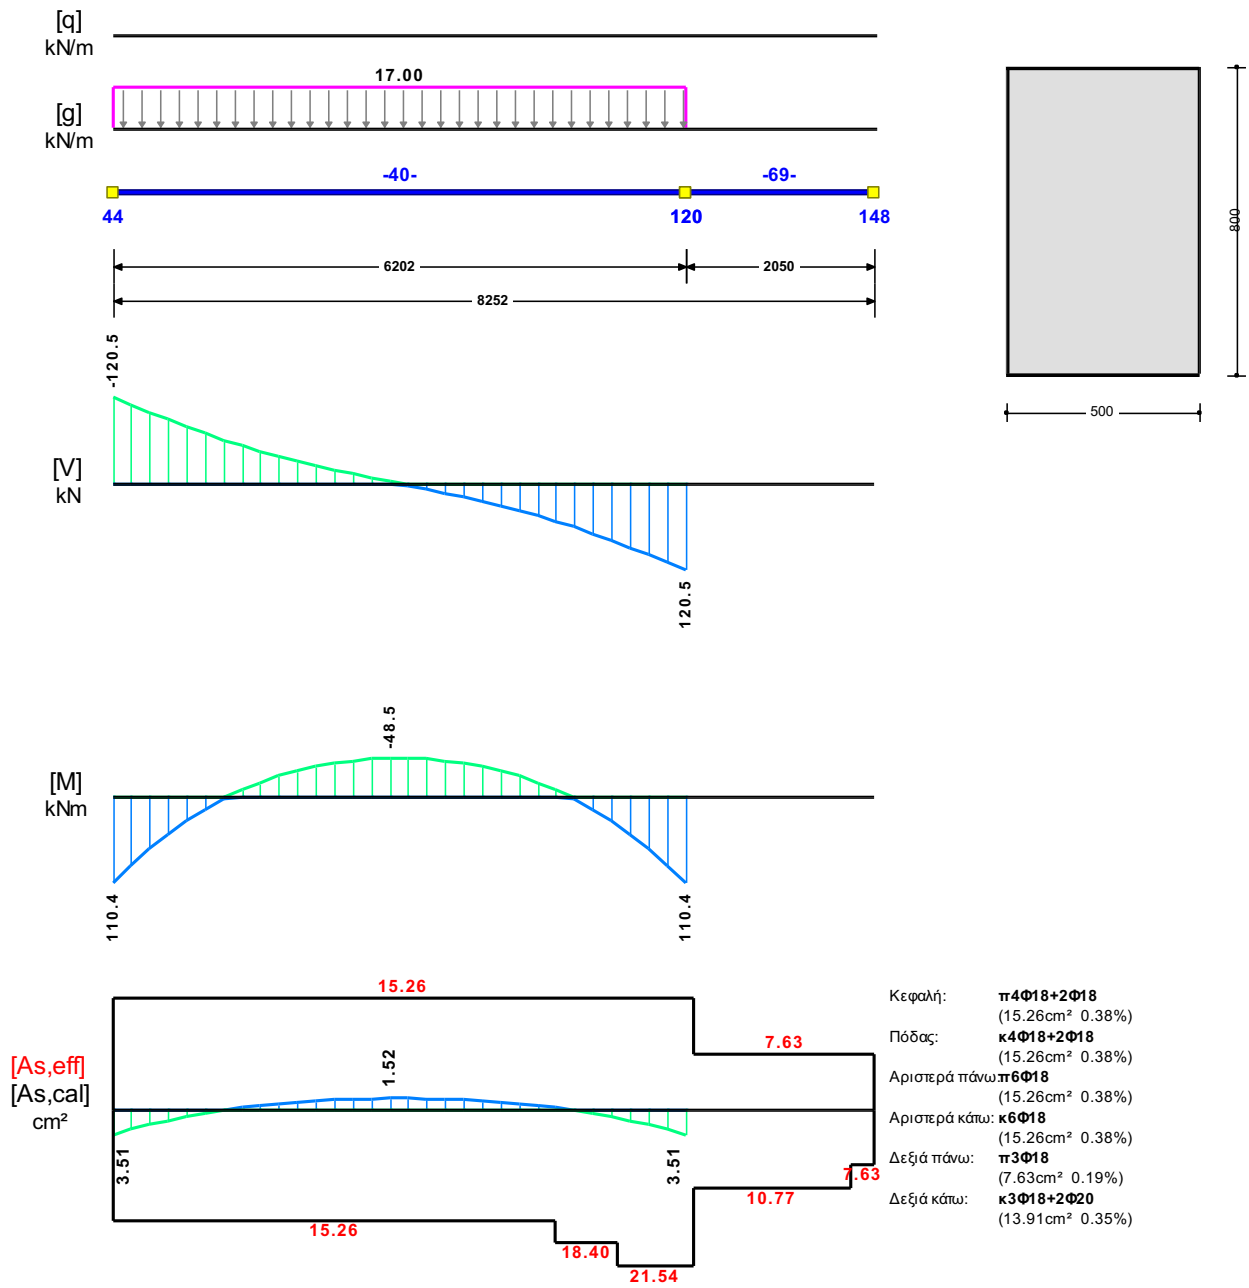 [q]
kN/m
17.00
[g]
kN/m
-40-
-69-
44
120
148
6202
2050
8252
800
500
-120.5
[V]
kN
120.5
-48.5
[M]
kNm
110.4
110.4
15.26
7.63
[As,eff]
[As,cal]
cm²
1.52
3.51
3.51
7.63
10.77
15.26
18.40
21.54
Κεφαλή: π4Φ18+2Φ18
(15.26cm² 0.38%)
Πόδας: κ4Φ18+2Φ18
(15.26cm² 0.38%)
Αριστερά πάνω: π6Φ18
(15.26cm² 0.38%)
Αριστερά κάτω: κ6Φ18
(15.26cm² 0.38%)
Δεξιά πάνω: π3Φ18
(7.63cm² 0.19%)
Δεξιά κάτω: κ3Φ18+2Φ20
(13.91cm² 0.35%)